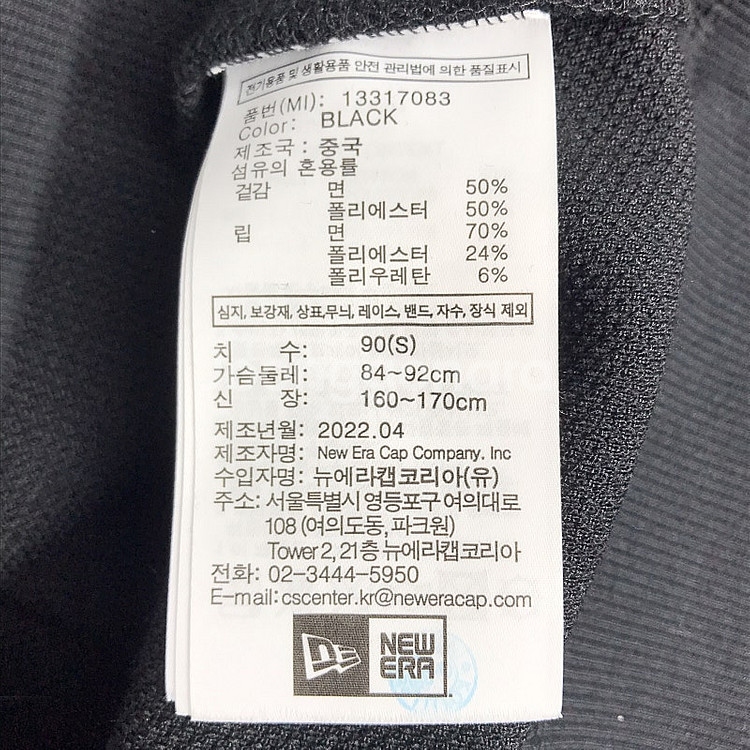 전기용품 및 생활용품 안전 관리법에 의한 품질표시
품번(MI): 13317083
Color: BLACK
제조국 : 중국
섬유의 혼용률
겉감 면 50%
폴리에스터 50%
립 면 70%
폴리에스터 24%
폴리우레탄 6%
심지, 보강재, 상표,무늬, 레이스, 밴드, 자수, 장식 제외
치 수: 90(S)
가슴둘레: 84~92cm
신 장: 160~170cm
제조년월: 2022.04
제조자명: New Era Cap Company. Inc
수입자명: 뉴에라캡코리아(유)
주소: 서울특별시 영등포구 여의대로
108 (여의도동, 파크원)
Tower 2, 21층 뉴에라캡코리아
전화: 02-3444-5950
E-mail:cscenter.kr@neweracap.com
NEW
ERA